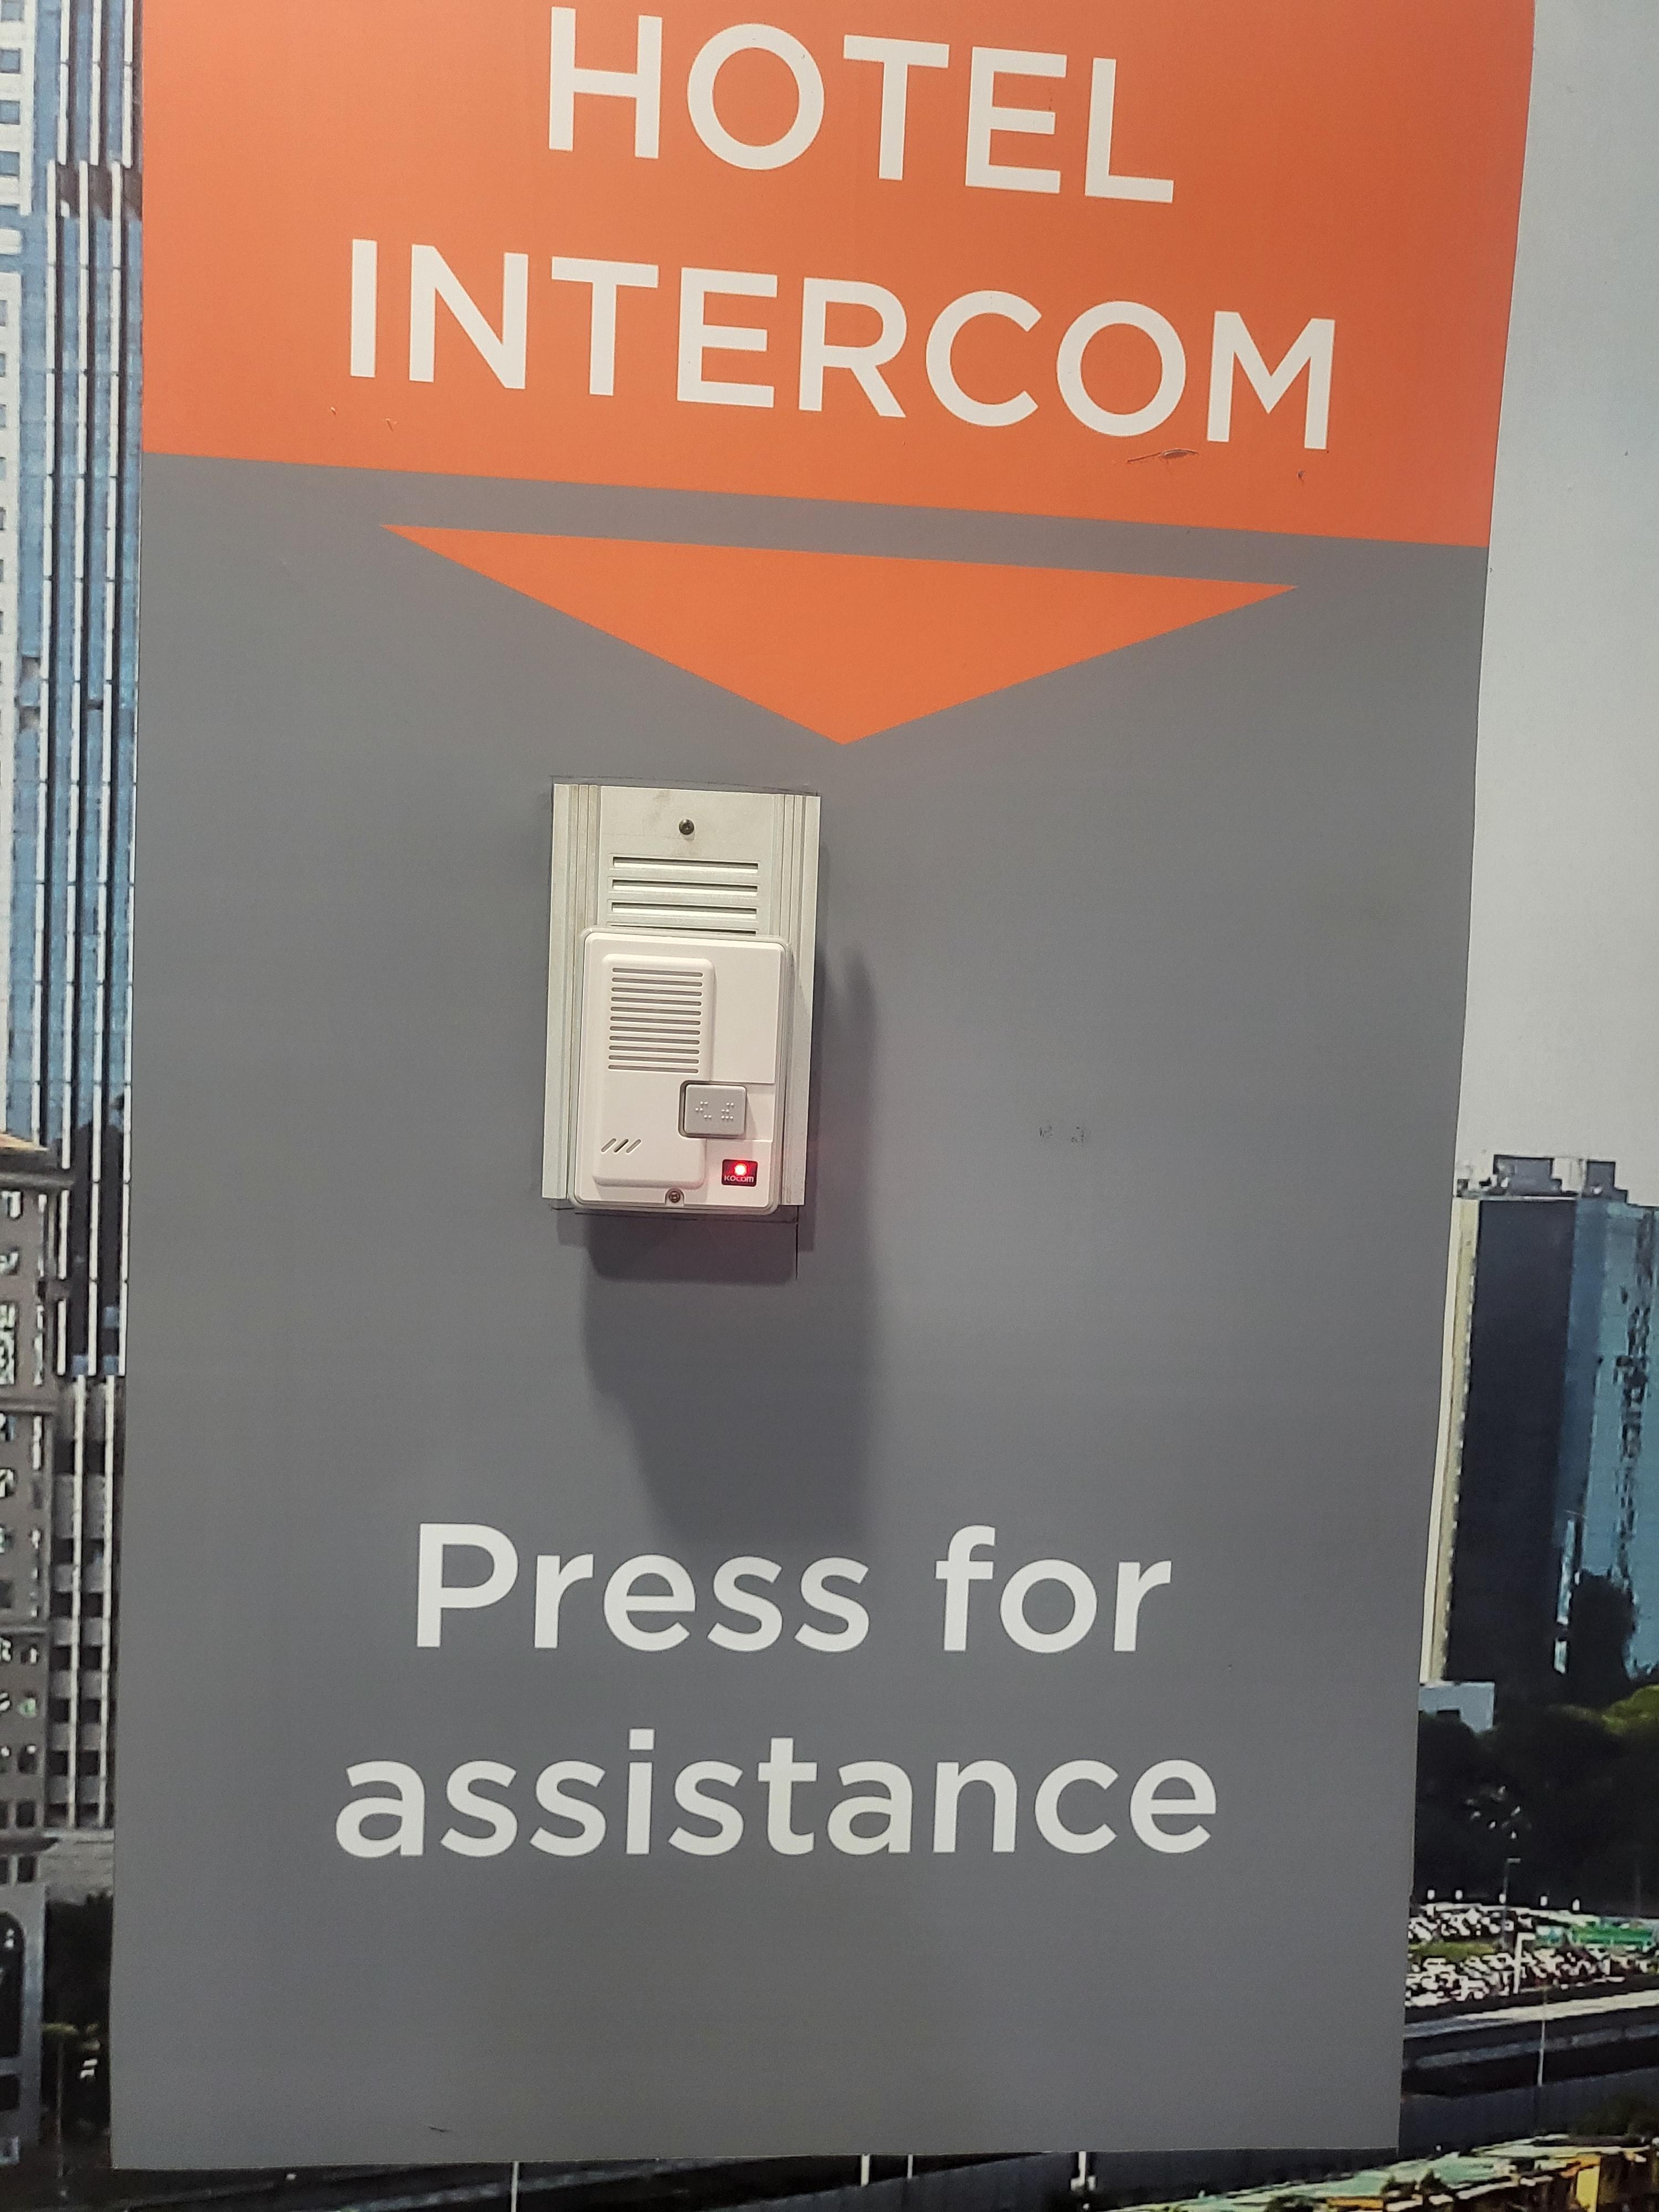 HOTEL
INTERCOM
KOCOM
Press for
assistance